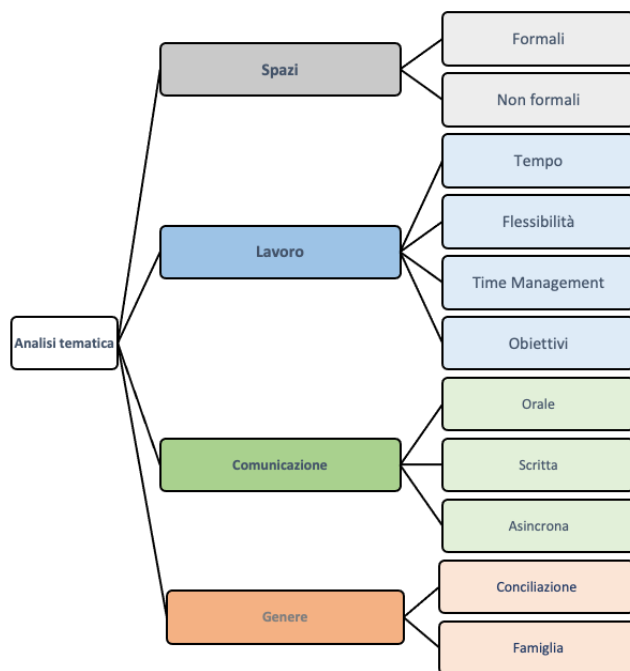 Analisi tematica
Spazi
Formali
Non formali
Lavoro
Tempo
Flessibilità
Time Management
Obiettivi
Comunicazione
Orale
Scritta
Asincrona
Genere
Conciliazione
Famiglia